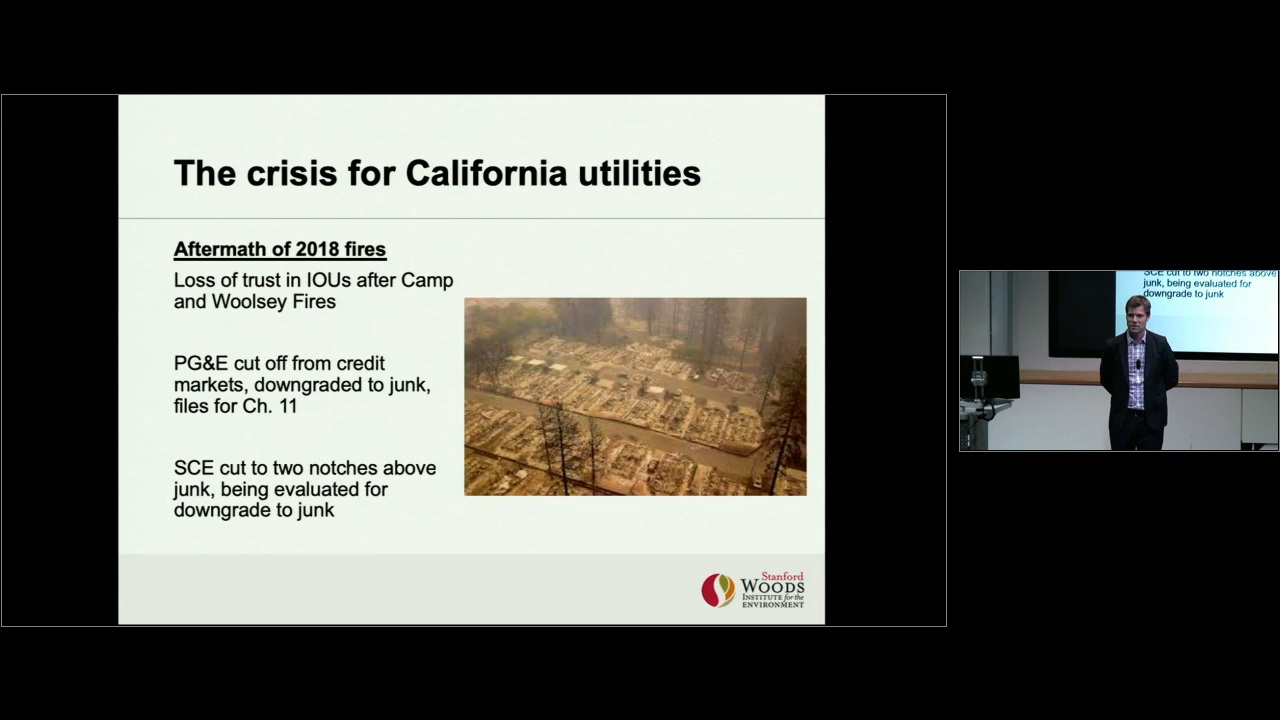 The crisis for California utilities
Aftermath of 2018 fires
Loss of trust in IOUs after Camp
and Woolsey Fires
PG&E cut off from credit
markets, downgraded to junk,
files for Ch. 11
SCE cut to two notches above
junk, being evaluated for
downgrade to junk
Stanford
WOODS
INSTITUTE for the
ENVIRONMENT
SCE cut to two notches above
junk, being evaluated for
downgrade to junk